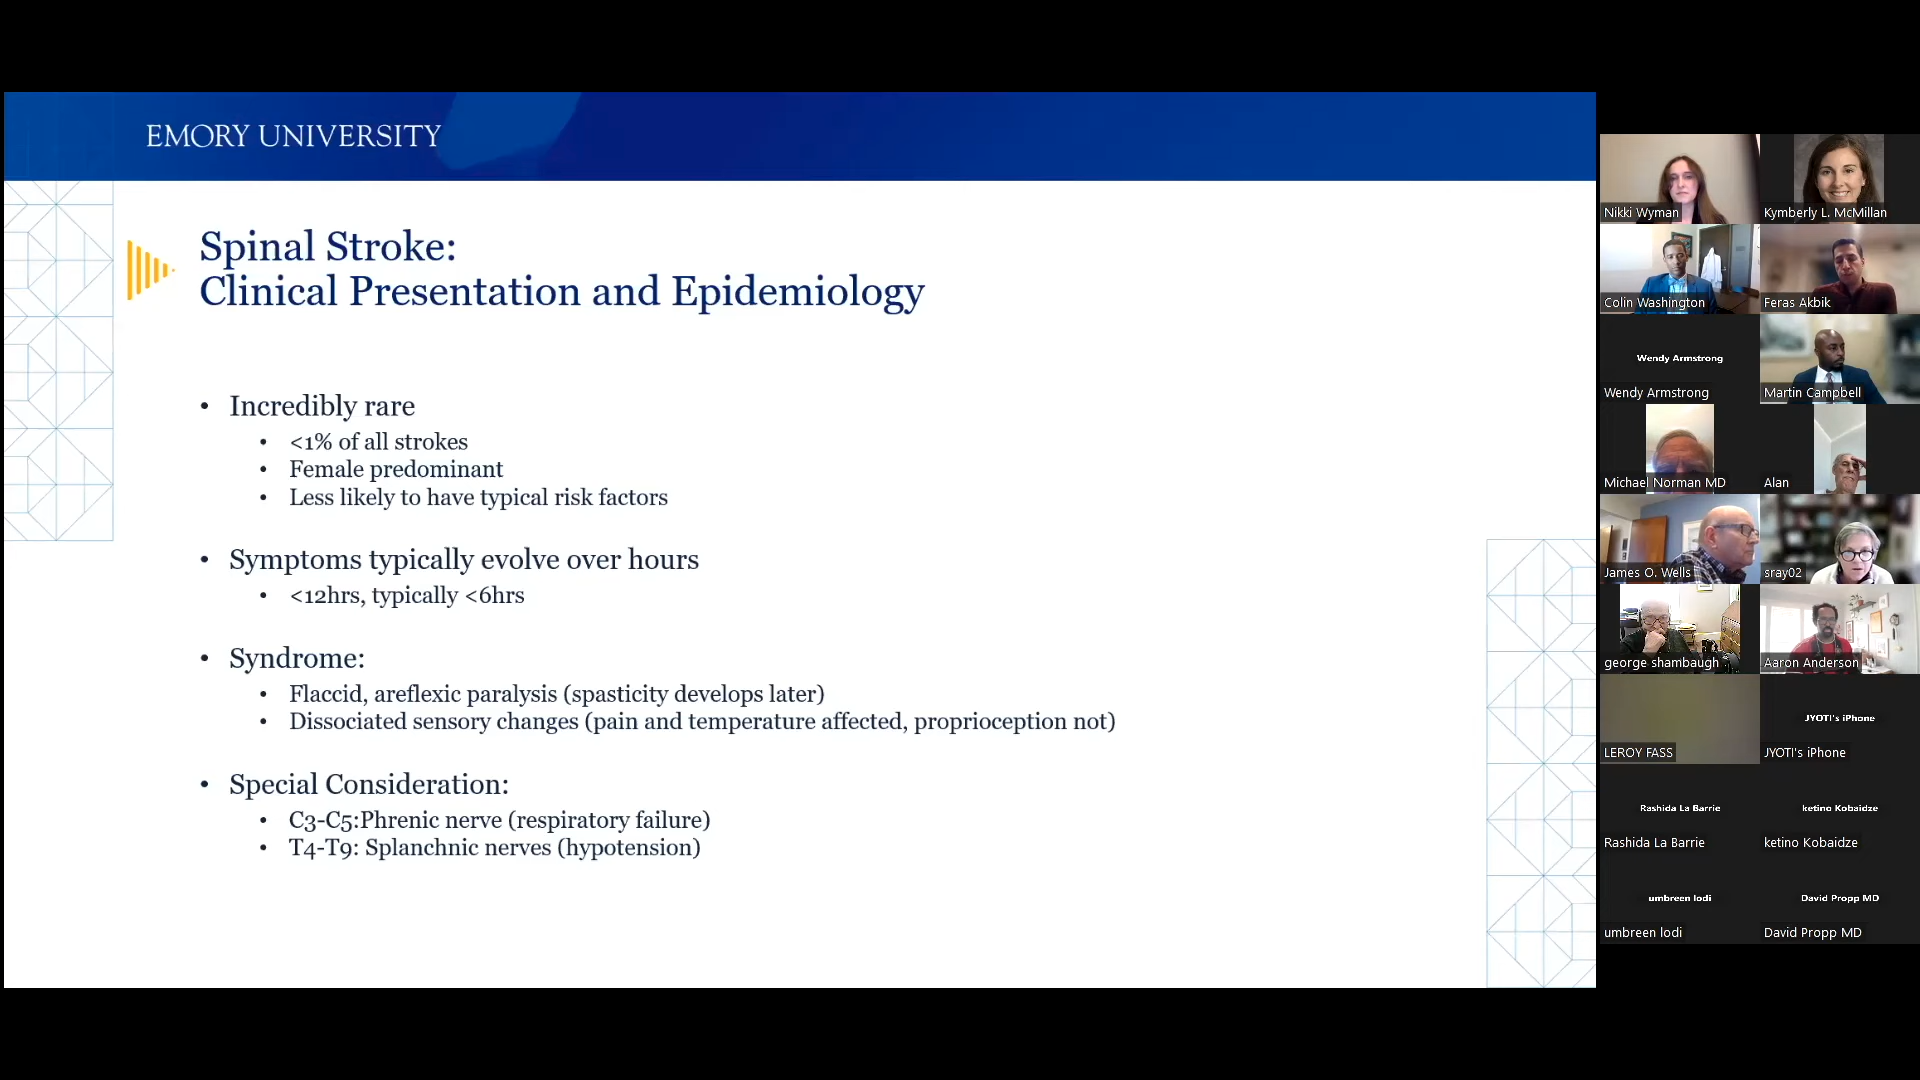 EMORY UNIVERSITY
Spinal Stroke:
Clinical Presentation and Epidemiology
• Incredibly rare
• <1% of all strokes
• Female predominant
• Less likely to have typical risk factors
• Symptoms typically evolve over hours
• <12hrs, typically <6hrs
• Syndrome:
• Flaccid, areflexic paralysis (spasticity develops later)
• Dissociated sensory changes (pain and temperature affected, proprioception not)
• Special Consideration:
• C3-C5:Phrenic nerve (respiratory failure)
• T4-T9: Splanchnic nerves (hypotension)
Nikki Wyman
Kymberly L. McMillan
Colin Washington
Feras Akbik
Wendy Armstrong
Wendy Armstrong
Martin Campbell
Michael Norman MD
Alan
James O. Wells
sray02
george shambaugh
Aaron Anderson
LEROY FASS
JYOTI's iPhone
JYOTI's iPhone
Rashida La Barrie
Rashida La Barrie
ketino Kobaidze
ketino Kobaidze
umbreen lodi
umbreen lodi
David Propp MD
David Propp MD